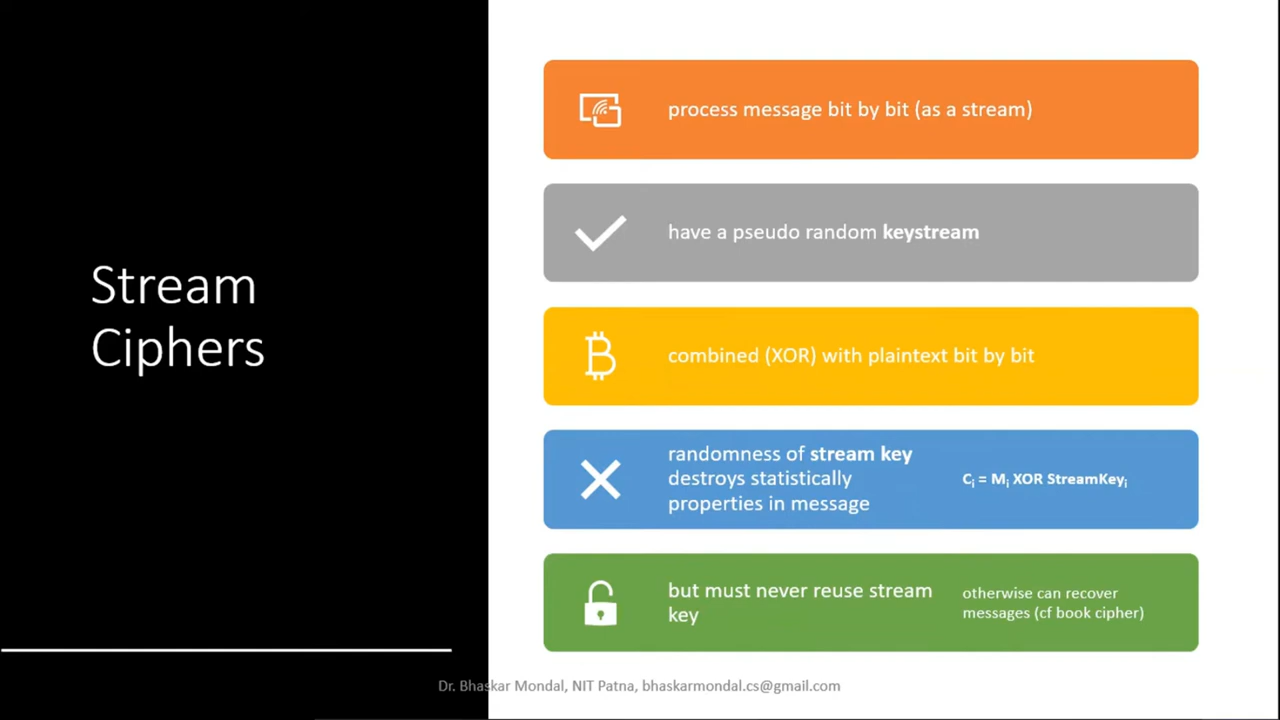 Stream
Ciphers
process message bit by bit (as a stream)
have a pseudo random keystream
combined (XOR) with plaintext bit by bit
randomness of stream key
destroys statistically
properties in message
Cᵢ = Mᵢ XOR StreamKeyᵢ
but must never reuse stream
key
otherwise can recover
messages (cf book cipher)
Dr. Bhaskar Mondal, NIT Patna, bhaskarmondal.cs@gmail.com